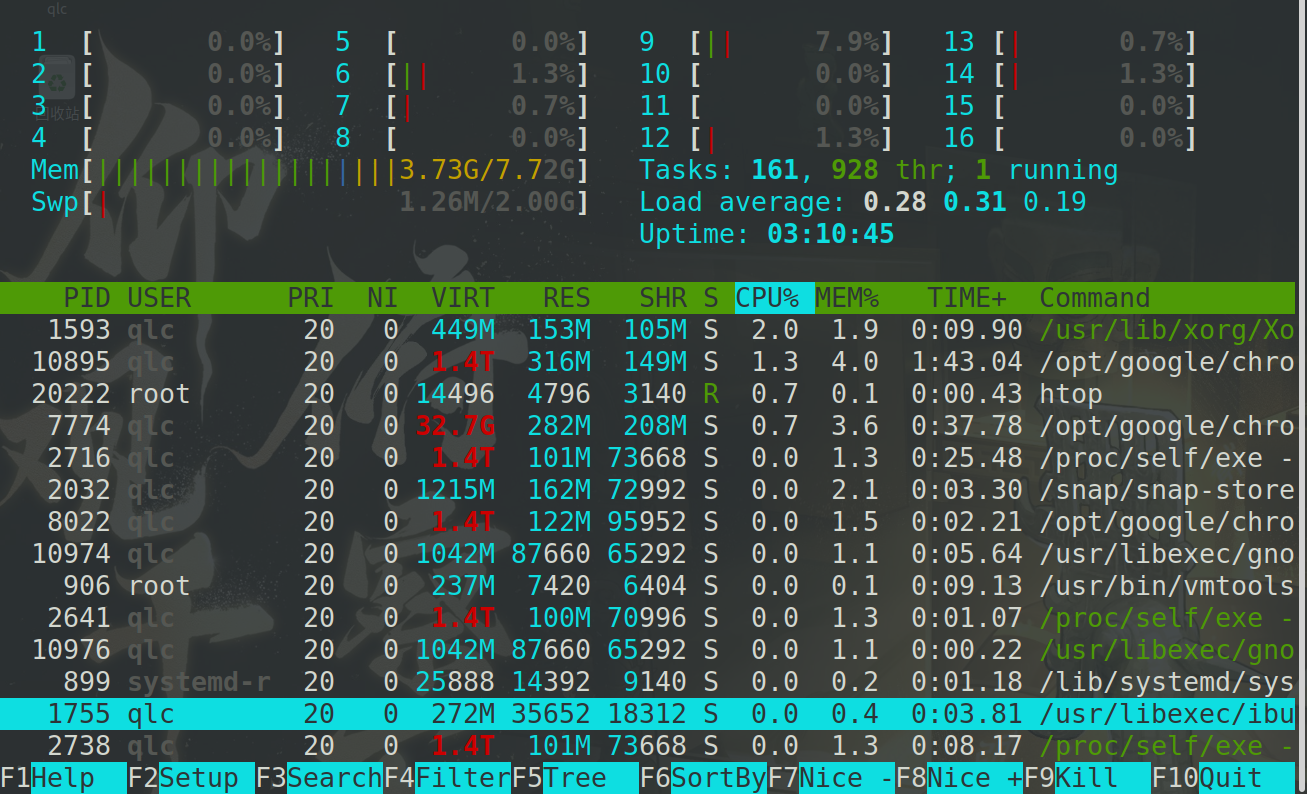 qlc
1 [ 0.0%] 5 [ 0.0%] 9 [|| 7.9%] 13 [| 0.7%]
2 [ 0.0%] 6 [|| 1.3%] 10 [ 0.0%] 14 [| 1.3%]
3 [ 0.0%] 7 [| 0.7%] 11 [ 0.0%] 15 [ 0.0%]
回收站
4 [ 0.0%] 8 [ 0.0%] 12 [| 1.3%] 16 [ 0.0%]
Mem[|||||||||||||||||||3.73G/7.72G] Tasks: 161, 928 thr; 1 running
Swp[| 1.26M/2.00G] Load average: 0.28 0.31 0.19
Uptime: 03:10:45
PID USER PRI NI VIRT RES SHR S CPU% MEM% TIME+ Command
1593 qlc 20 0 449M 153M 105M S 2.0 1.9 0:09.90 /usr/lib/xorg/Xo
10895 qlc 20 0 1.4T 316M 149M S 1.3 4.0 1:43.04 /opt/google/chro
20222 root 20 0 14496 4796 3140 R 0.7 0.1 0:00.43 htop
7774 qlc 20 0 32.7G 282M 208M S 0.7 3.6 0:37.78 /opt/google/chro
2716 qlc 20 0 1.4T 101M 73668 S 0.0 1.3 0:25.48 /proc/self/exe -
2032 qlc 20 0 1215M 162M 72992 S 0.0 2.1 0:03.30 /snap/snap-store
8022 qlc 20 0 1.4T 122M 95952 S 0.0 1.5 0:02.21 /opt/google/chro
10974 qlc 20 0 1042M 87660 65292 S 0.0 1.1 0:05.64 /usr/libexec/gno
906 root 20 0 237M 7420 6404 S 0.0 0.1 0:09.13 /usr/bin/vmtools
2641 qlc 20 0 1.4T 100M 70996 S 0.0 1.3 0:01.07 /proc/self/exe -
10976 qlc 20 0 1042M 87660 65292 S 0.0 1.1 0:00.22 /usr/libexec/gno
899 systemd-r 20 0 25888 14392 9140 S 0.0 0.2 0:01.18 /lib/systemd/sys
1755 qlc 20 0 272M 35652 18312 S 0.0 0.4 0:03.81 /usr/libexec/ibu
2738 qlc 20 0 1.4T 101M 73668 S 0.0 1.3 0:08.17 /proc/self/exe -
F1Help F2Setup F3SearchF4FilterF5Tree F6SortByF7Nice -F8Nice +F9Kill F10Quit